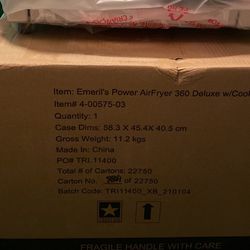 Item: Emeril's Power AirFryer 360 Deluxe w/Cook
Item# 4-00575-03
Quantity: 1
Case Dims: 58.3 X 45.4X 40.5 cm
Gross Weight: 11.2 kgs
Made In: China
PO# TRI.11400
Total # of Cartons: 22750
Carton No. of 22750
Batch Code: TRI11400_XB_210104
FRAGILE HANDLE WITH CARE